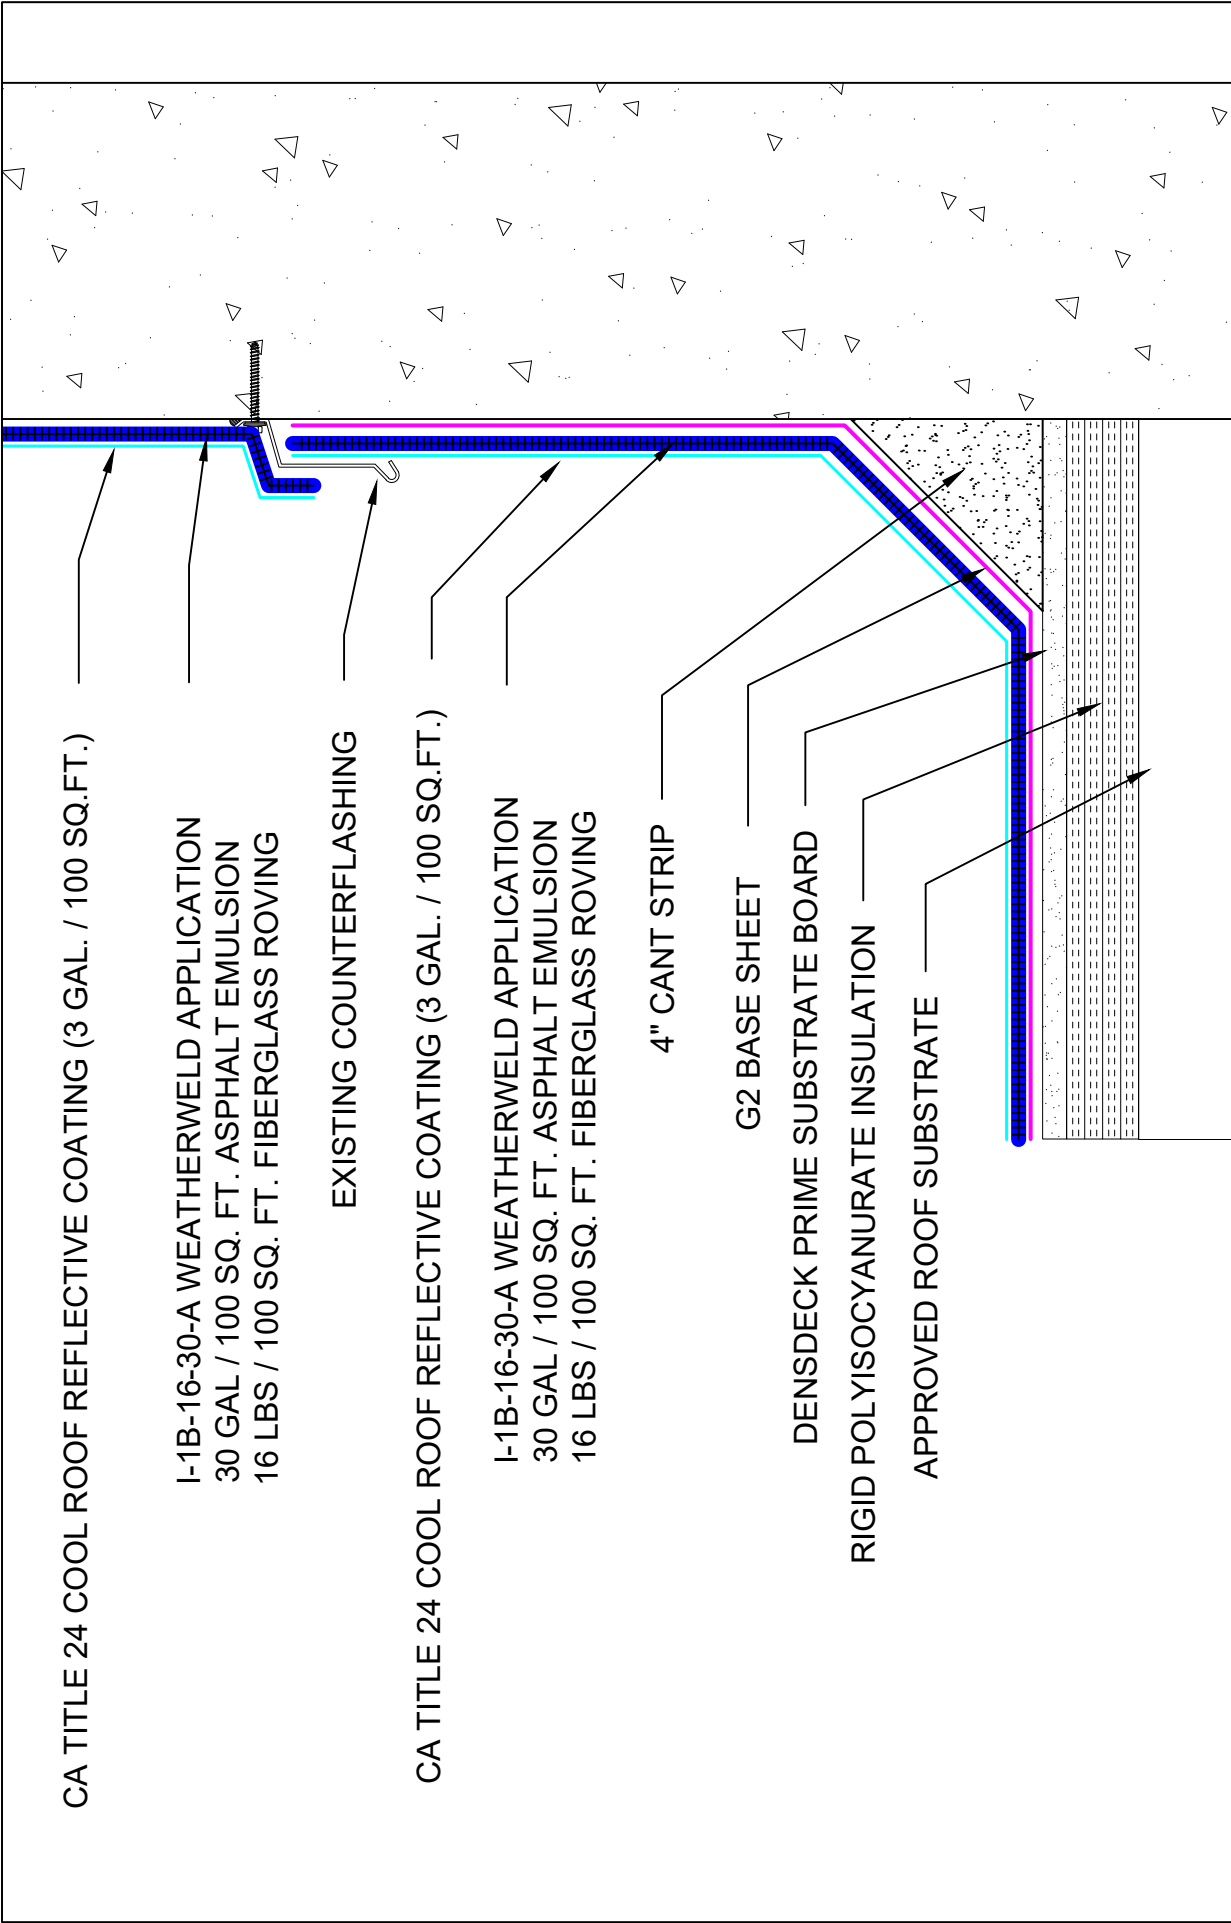 CA TITLE 24 COOL ROOF REFLECTIVE COATING (3 GAL. / 100 SQ.FT.)
I-1B-16-30-A WEATHERWELD APPLICATION
30 GAL / 100 SQ. FT. ASPHALT EMULSION
16 LBS / 100 SQ. FT. FIBERGLASS ROVING
EXISTING COUNTERFLASHING
CA TITLE 24 COOL ROOF REFLECTIVE COATING (3 GAL. / 100 SQ.FT.)
I-1B-16-30-A WEATHERWELD APPLICATION
30 GAL / 100 SQ. FT. ASPHALT EMULSION
16 LBS / 100 SQ. FT. FIBERGLASS ROVING
4" CANT STRIP
G2 BASE SHEET
DENSDECK PRIME SUBSTRATE BOARD
RIGID POLYISOCYANURATE INSULATION
APPROVED ROOF SUBSTRATE